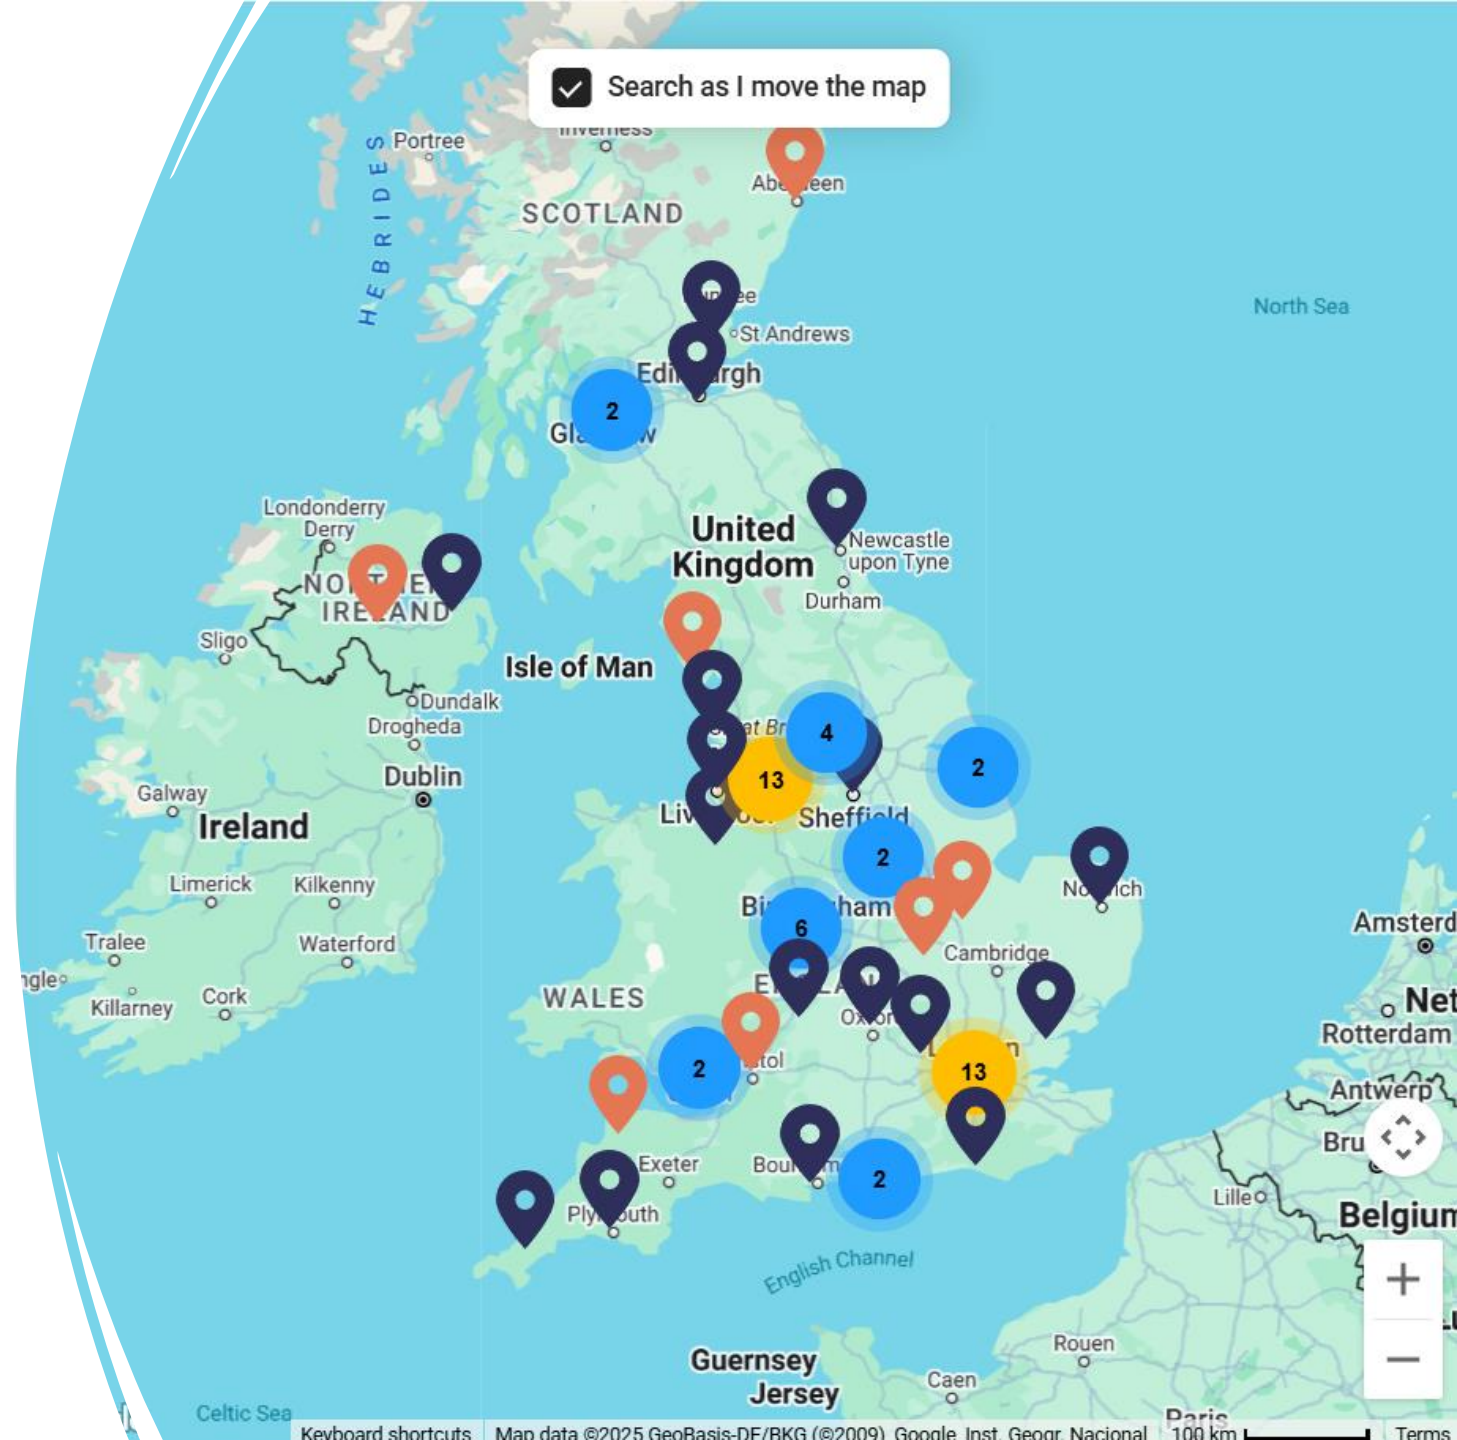 Search as I move the map
Inverness
Portree
HEBRIDES
SCOTLAND
North Sea
St Andrews
2
Londonderry
Derry
United
Kingdom
Newcastle
upon Tyne
Durham
IRELAND
Sligo
Isle of Man
Dundalk
Drogheda
4
2
13
Dublin
Galway
Ireland
Sheffield
2
Limerick
Kilkenny
6
Amsterd
Tralee
Waterford
Cambridge
Killarney
Cork
WALES
Net
Rotterdam
2
13
Antwerp
Bru
Exeter
2
Lille
Belgium
English Channel
Rouen
Guernsey
Jersey
Caen
Celtic Sea
Paris
Keyboard shortcuts
Map data ©2025 GeoBasis-DE/BKG (©2009), Google, Inst. Geogr. Nacional
100 km
Terms